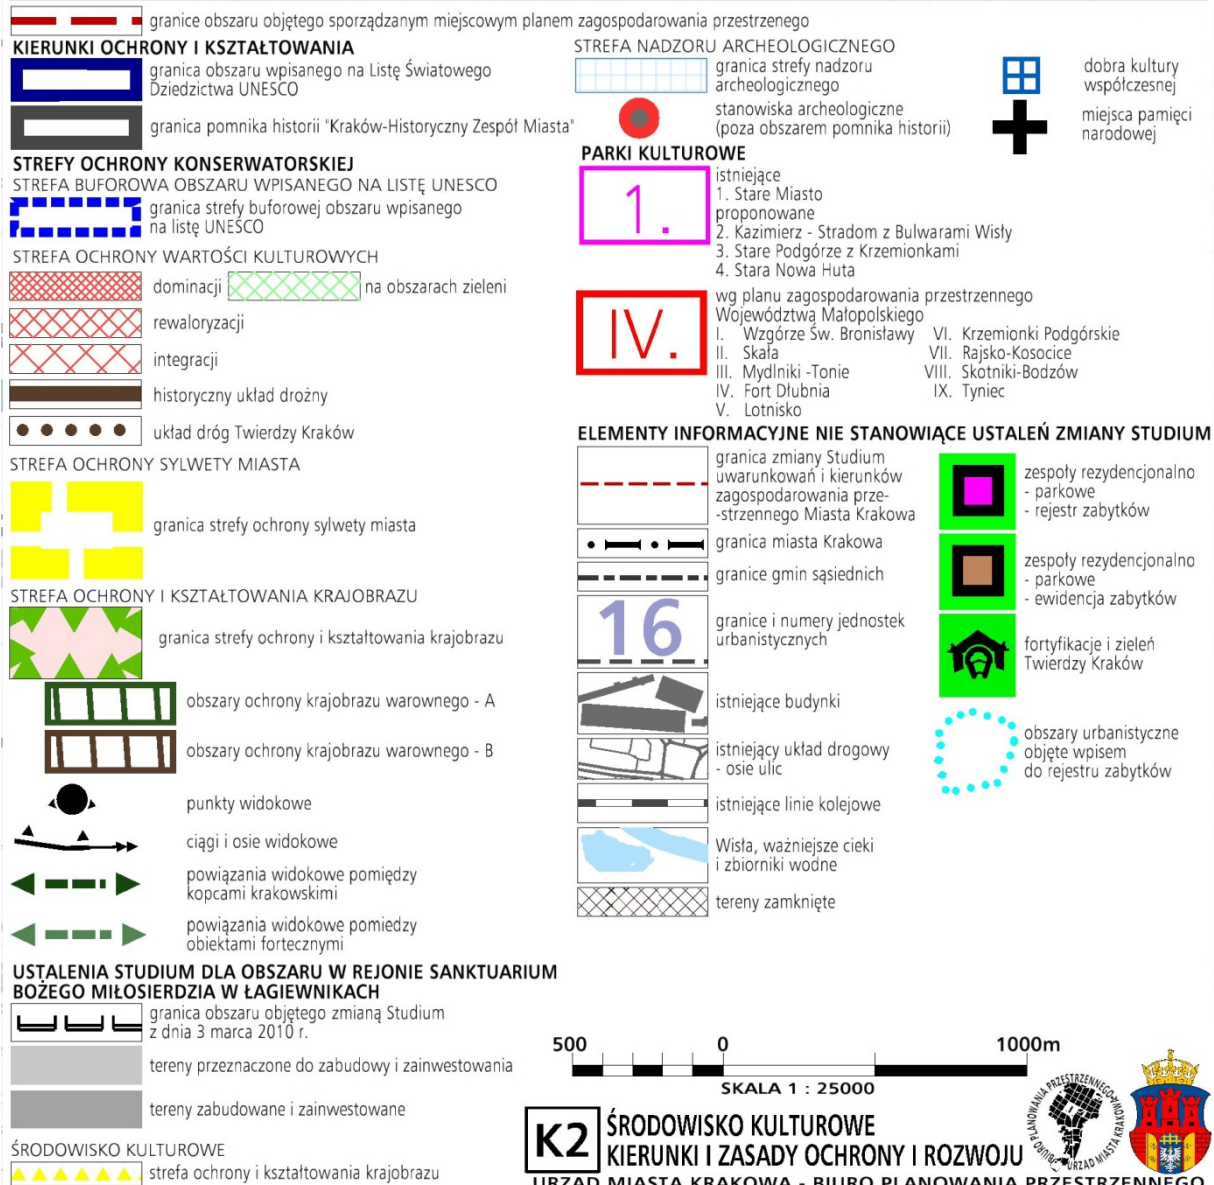 granice obszaru objętego sporządzanym miejscowym planem zagospodarowania przestrzenego
KIERUNKI OCHRONY I KSZTAŁTOWANIA
granica obszaru wpisanego na Listę Światowego
Dziedzictwa UNESCO
granica pomnika historii "Kraków-Historyczny Zespół Miasta"
STREFY OCHRONY KONSERWATORSKIEJ
STREFA BUFOROWA OBSZARU WPISANEGO NA LISTĘ UNESCO
granica strefy buforowej obszaru wpisanego
na listę UNESCO
STREFA OCHRONY WARTOŚCI KULTUROWYCH
dominacji
na obszarach zieleni
rewaloryzacji
integracji
historyczny układ drożny
układ dróg Twierdzy Kraków
STREFA OCHRONY SYLWETY MIASTA
granica strefy ochrony sylwety miasta
STREFA OCHRONY I KSZTAŁTOWANIA KRAJOBRAZU
granica strefy ochrony i kształtowania krajobrazu
obszary ochrony krajobrazu warownego - A
obszary ochrony krajobrazu warownego - B
punkty widokowe
ciągi i osie widokowe
powiązania widokowe pomiędzy
kopcami krakowskimi
powiązania widokowe pomiedzy
obiektami fortecznymi
USTALENIA STUDIUM DLA OBSZARU W REJONIE SANKTUARIUM
BOŻEGO MIŁOSIERDZIA W ŁAGIEWNIKACH
granica obszaru objętego zmianą Studium
z dnia 3 marca 2010 r.
tereny przeznaczone do zabudowy i zainwestowania
tereny zabudowane i zainwestowane
ŚRODOWISKO KULTUROWE
strefa ochrony i kształtowania krajobrazu
STREFA NADZORU ARCHEOLOGICZNEGO
granica strefy nadzoru
archeologicznego
stanowiska archeologiczne
(poza obszarem pomnika historii)
dobra kultury
współczesnej
miejsca pamięci
narodowej
PARKI KULTUROWE
1.
istniejące
1. Stare Miasto
proponowane
2. Kazimierz - Stradom z Bulwarami Wisły
3. Stare Podgórze z Krzemionkami
4. Stara Nowa Huta
IV.
wg planu zagospodarowania przestrzennego
Województwą Małopolskiego
I. Wzgórze Św. Bronisławy
II. Skała
III. Mydlniki -Tonie
IV. Fort Dłubnia
V. Lotnisko
VI. Krzemionki Podgórskie
VII. Rajsko-Kosocice
VIII. Skotniki-Bodzów
IX. Tyniec
ELEMENTY INFORMACYJNE NIE STANOWIĄCE USTALEŃ ZMIANY STUDIUM
granica zmiany Studium
uwarunkowań i kierunków
zagospodarowania prze-
-strzennego Miasta Krakowa
granica miasta Krakowa
granice gmin sąsiednich
16
granice i numery jednostek
urbanistycznych
istniejące budynki
istniejący układ drogowy
- osie ulic
istniejące linie kolejowe
Wisła, ważniejsze cieki
i zbiorniki wodne
tereny zamknięte
zespoły rezydencjonalno
- parkowe
- rejestr zabytków
zespoły rezydencjonalno
- parkowe
- ewidencja zabytków
fortyfikacje i zieleń
Twierdzy Kraków
obszary urbanistyczne
objęte wpisem
do rejestru zabytków
500 0 1000m
SKALA 1 : 25000
K2
ŚRODOWISKO KULTUROWE
KIERUNKI I ZASADY OCHRONY I ROZWOJU
BIURO PLANOWANIA PRZESTRZENNEGO
URZĄD MIASTA KRAKOWA
URZĄD MIASTA KRAKOWA - BIURO PLANOWANIA PRZESTRZENNEGO